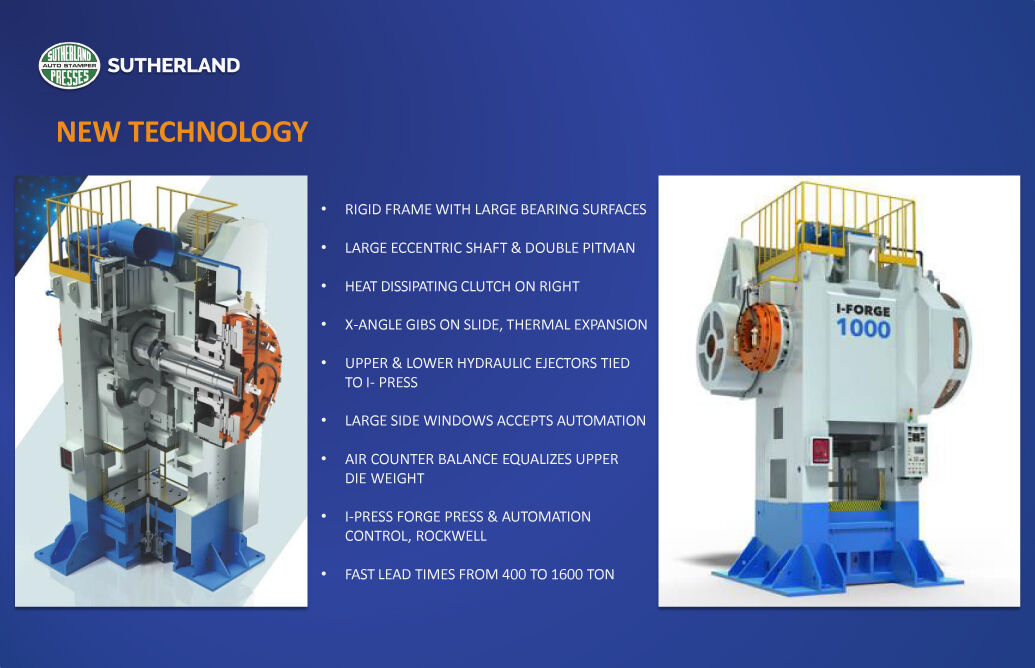 SUTHERLAND
AUTO STAMPER
PRESSES
SUTHERLAND
NEW TECHNOLOGY
• RIGID FRAME WITH LARGE BEARING SURFACES
• LARGE ECCENTRIC SHAFT & DOUBLE PITMAN
• HEAT DISSIPATING CLUTCH ON RIGHT
• X-ANGLE GIBS ON SLIDE, THERMAL EXPANSION
• UPPER & LOWER HYDRAULIC EJECTORS TIED
TO I- PRESS
• LARGE SIDE WINDOWS ACCEPTS AUTOMATION
• AIR COUNTER BALANCE EQUALIZES UPPER
DIE WEIGHT
• I-PRESS FORGE PRESS & AUTOMATION
CONTROL, ROCKWELL
• FAST LEAD TIMES FROM 400 TO 1600 TON
I-FORGE
1000